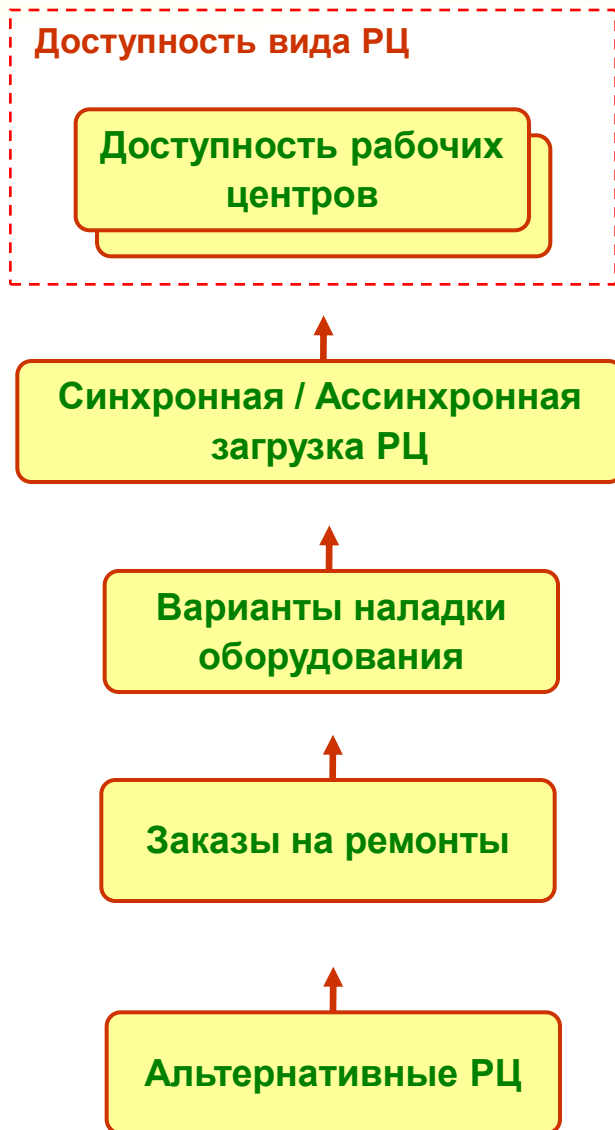 Доступность вида РЦ
Доступность рабочих
центров
Синхронная / Ассинхронная
загрузка РЦ
Варианты наладки
оборудования
Заказы на ремонты
Альтернативные РЦ